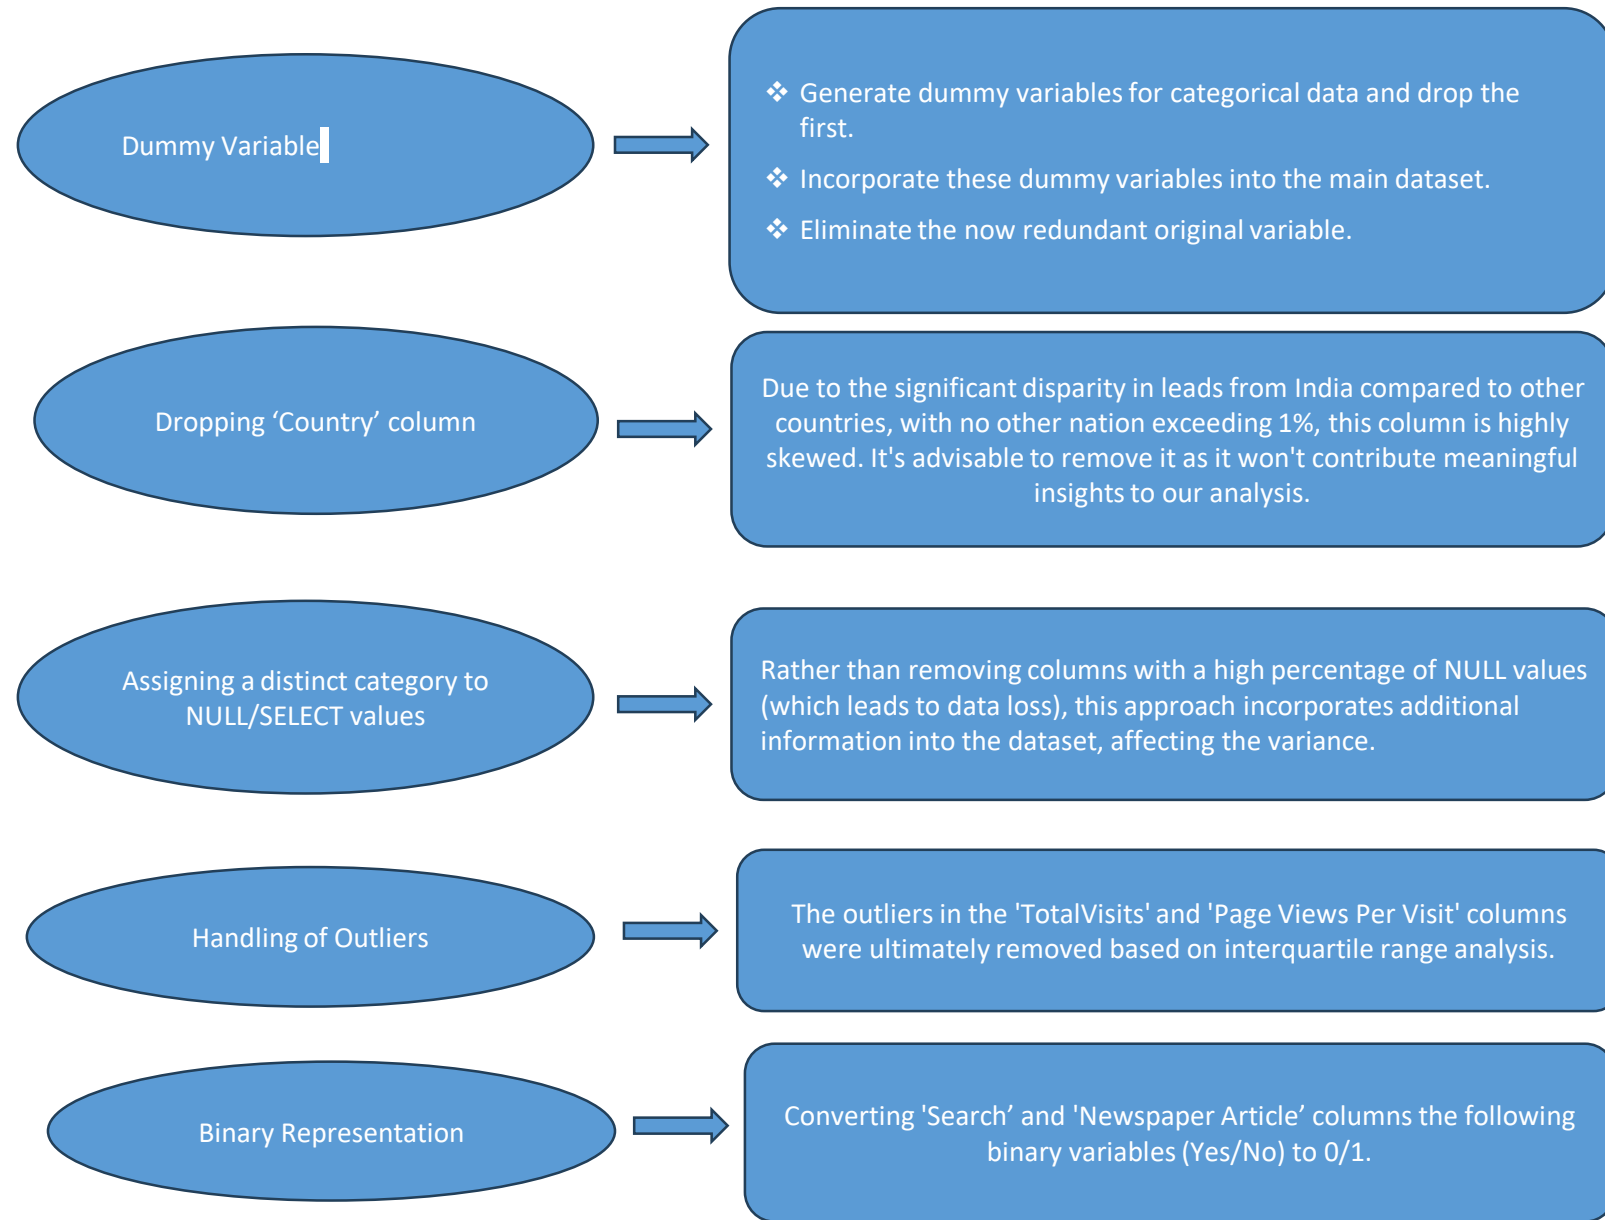 Dummy Variable
❖ Generate dummy variables for categorical data and drop the
first.
❖ Incorporate these dummy variables into the main dataset.
❖ Eliminate the now redundant original variable.
Dropping ‘Country’ column
Due to the significant disparity in leads from India compared to other
countries, with no other nation exceeding 1%, this column is highly
skewed. It's advisable to remove it as it won't contribute meaningful
insights to our analysis.
Assigning a distinct category to
NULL/SELECT values
Rather than removing columns with a high percentage of NULL values
(which leads to data loss), this approach incorporates additional
information into the dataset, affecting the variance.
Handling of Outliers
The outliers in the 'TotalVisits' and 'Page Views Per Visit' columns
were ultimately removed based on interquartile range analysis.
Binary Representation
Converting 'Search’ and 'Newspaper Article’ columns the following
binary variables (Yes/No) to 0/1.